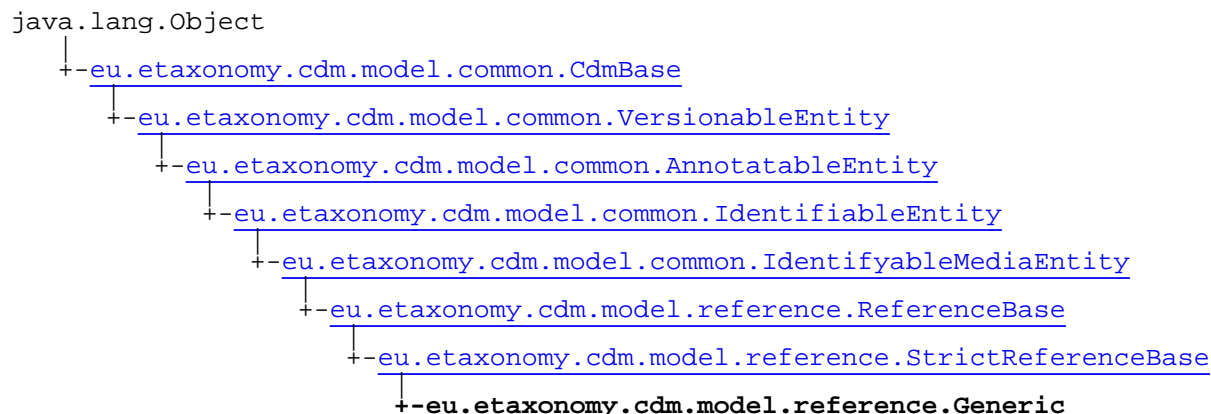 java.lang.Object
+-eu.etaxonomy.cdm.model.common.CdmBase
+-eu.etaxonomy.cdm.model.common.VersionableEntity
+-eu.etaxonomy.cdm.model.common.AnnotatableEntity
+-eu.etaxonomy.cdm.model.common.IdentifiableEntity
+-eu.etaxonomy.cdm.model.common.IdentifyableMediaEntity
+-eu.etaxonomy.cdm.model.reference.ReferenceBase
+-eu.etaxonomy.cdm.model.reference.StrictReferenceBase
+-eu.etaxonomy.cdm.model.reference.Generic